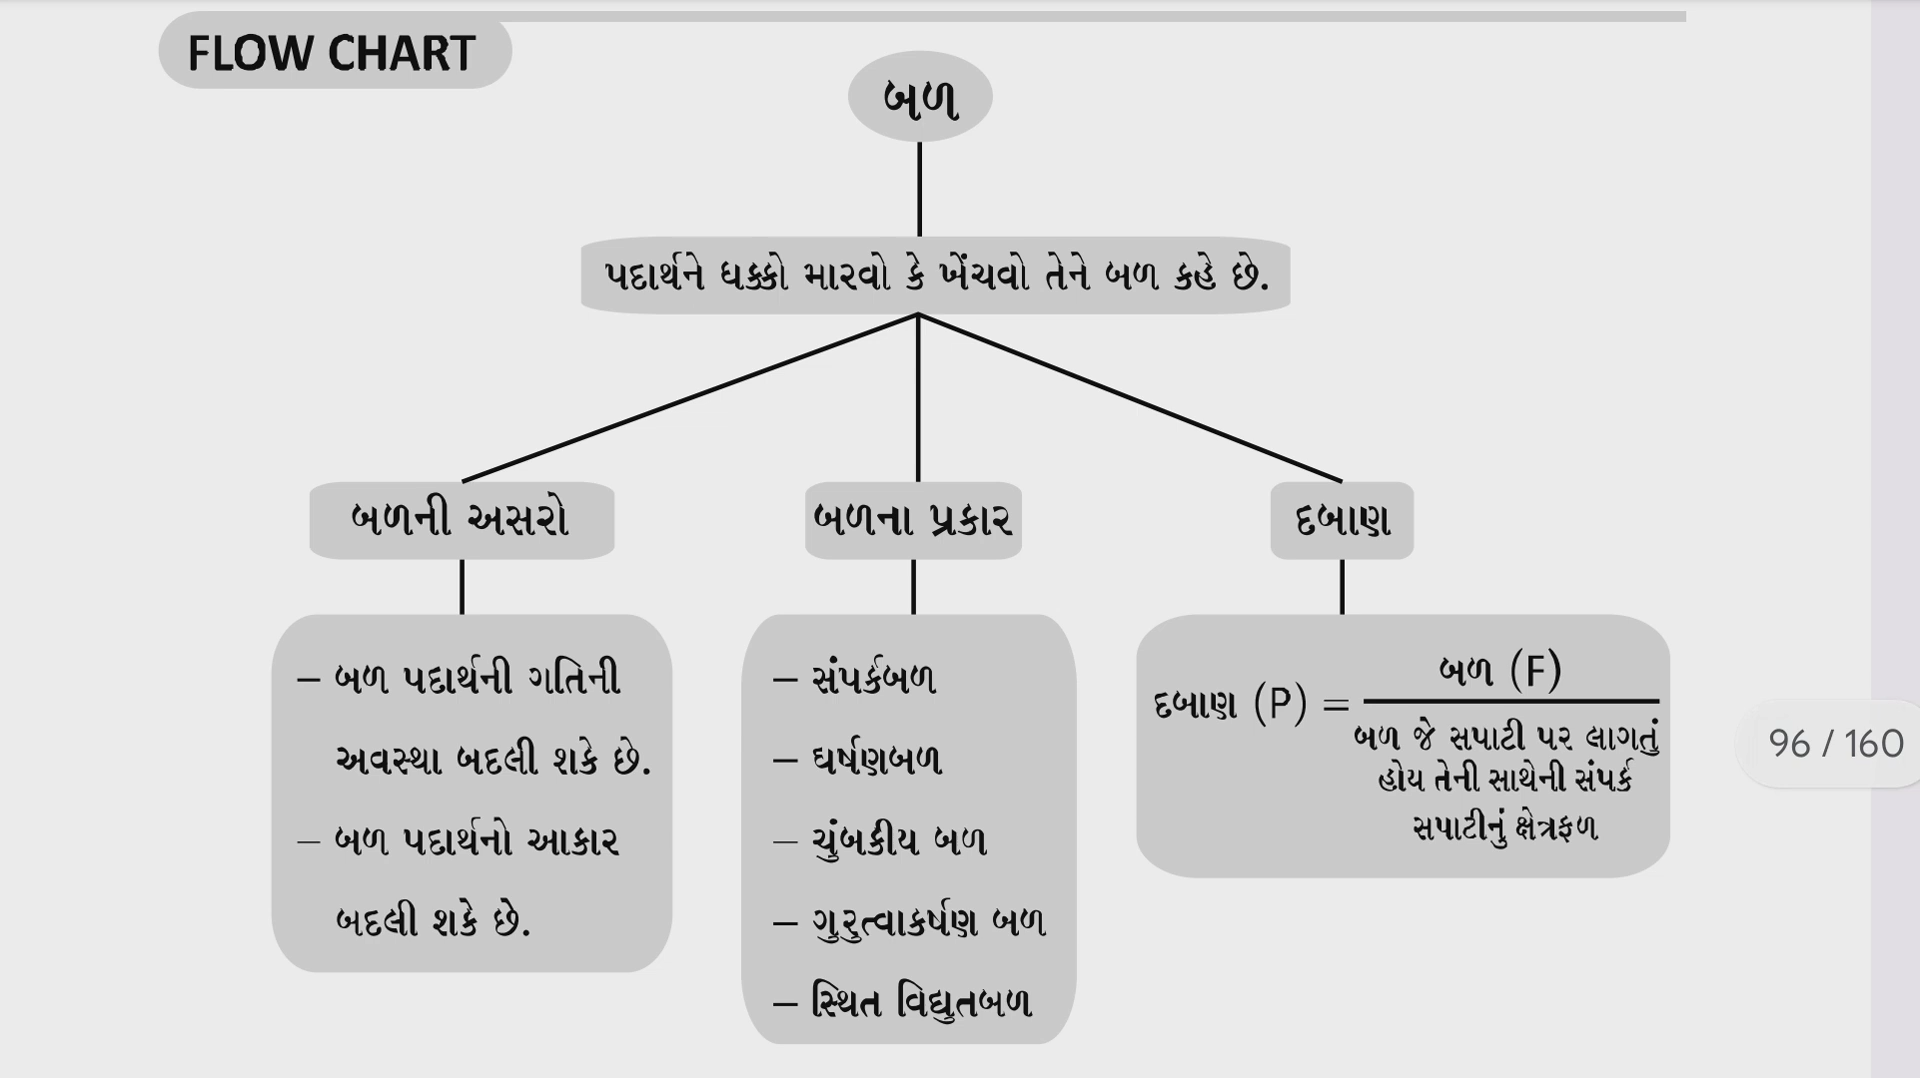 FLOW CHART
બળ
પદાર્થને ધક્કો મારવો કે ખેંચવો તેને બળ કહે છે.
બળની અસરો
– બળ પદાર્થની ગતિની
અવસ્થા બદલી શકે છે.
– બળ પદાર્થનો આકાર
બદલી શકે છે.
બળના પ્રકાર
– સંપર્કબળ
– ઘર્ષણબળ
– ચુંબકીય બળ
– ગુરુત્વાકર્ષણ બળ
– સ્થિત વિદ્યુતબળ
દબાણ
બળ (F)
દબાણ (P) =
બળ જે સપાટી પર લાગતું
હોય તેની સાથેની સંપર્ક
સપાટીનું ક્ષેત્રફળ
96 / 160